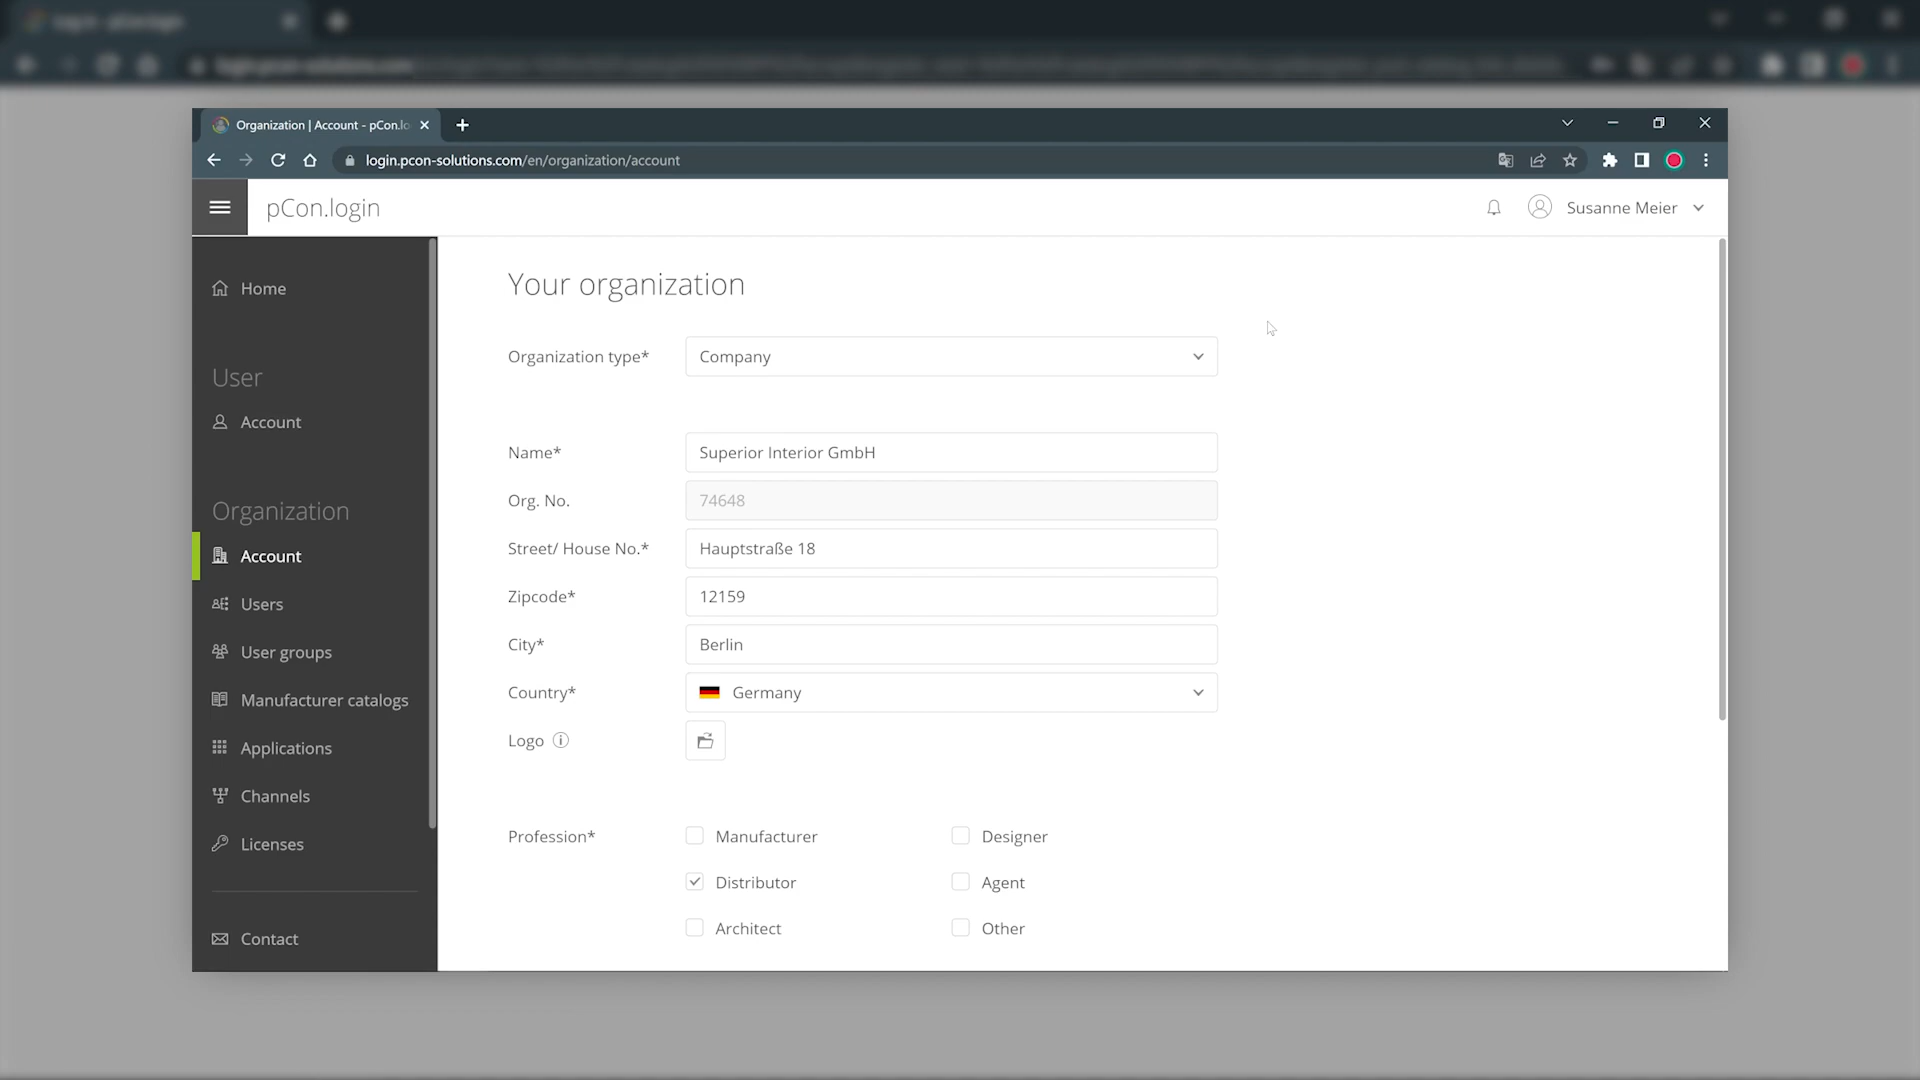 Organization | Account - pCon.lo
login.pcon-solutions.com/en/organization/account
pCon.login
Susanne Meier
Home
User
Account
Organization
Account
Users
User groups
Manufacturer catalogs
Applications
Channels
Licenses
Contact
Your organization
Organization type* Company
Name* Superior Interior GmbH
Org. No. 74648
Street/ House No.* Hauptstraße 18
Zipcode* 12159
City* Berlin
Country* Germany
Logo
Profession* Manufacturer Designer
Distributor Agent
Architect Other